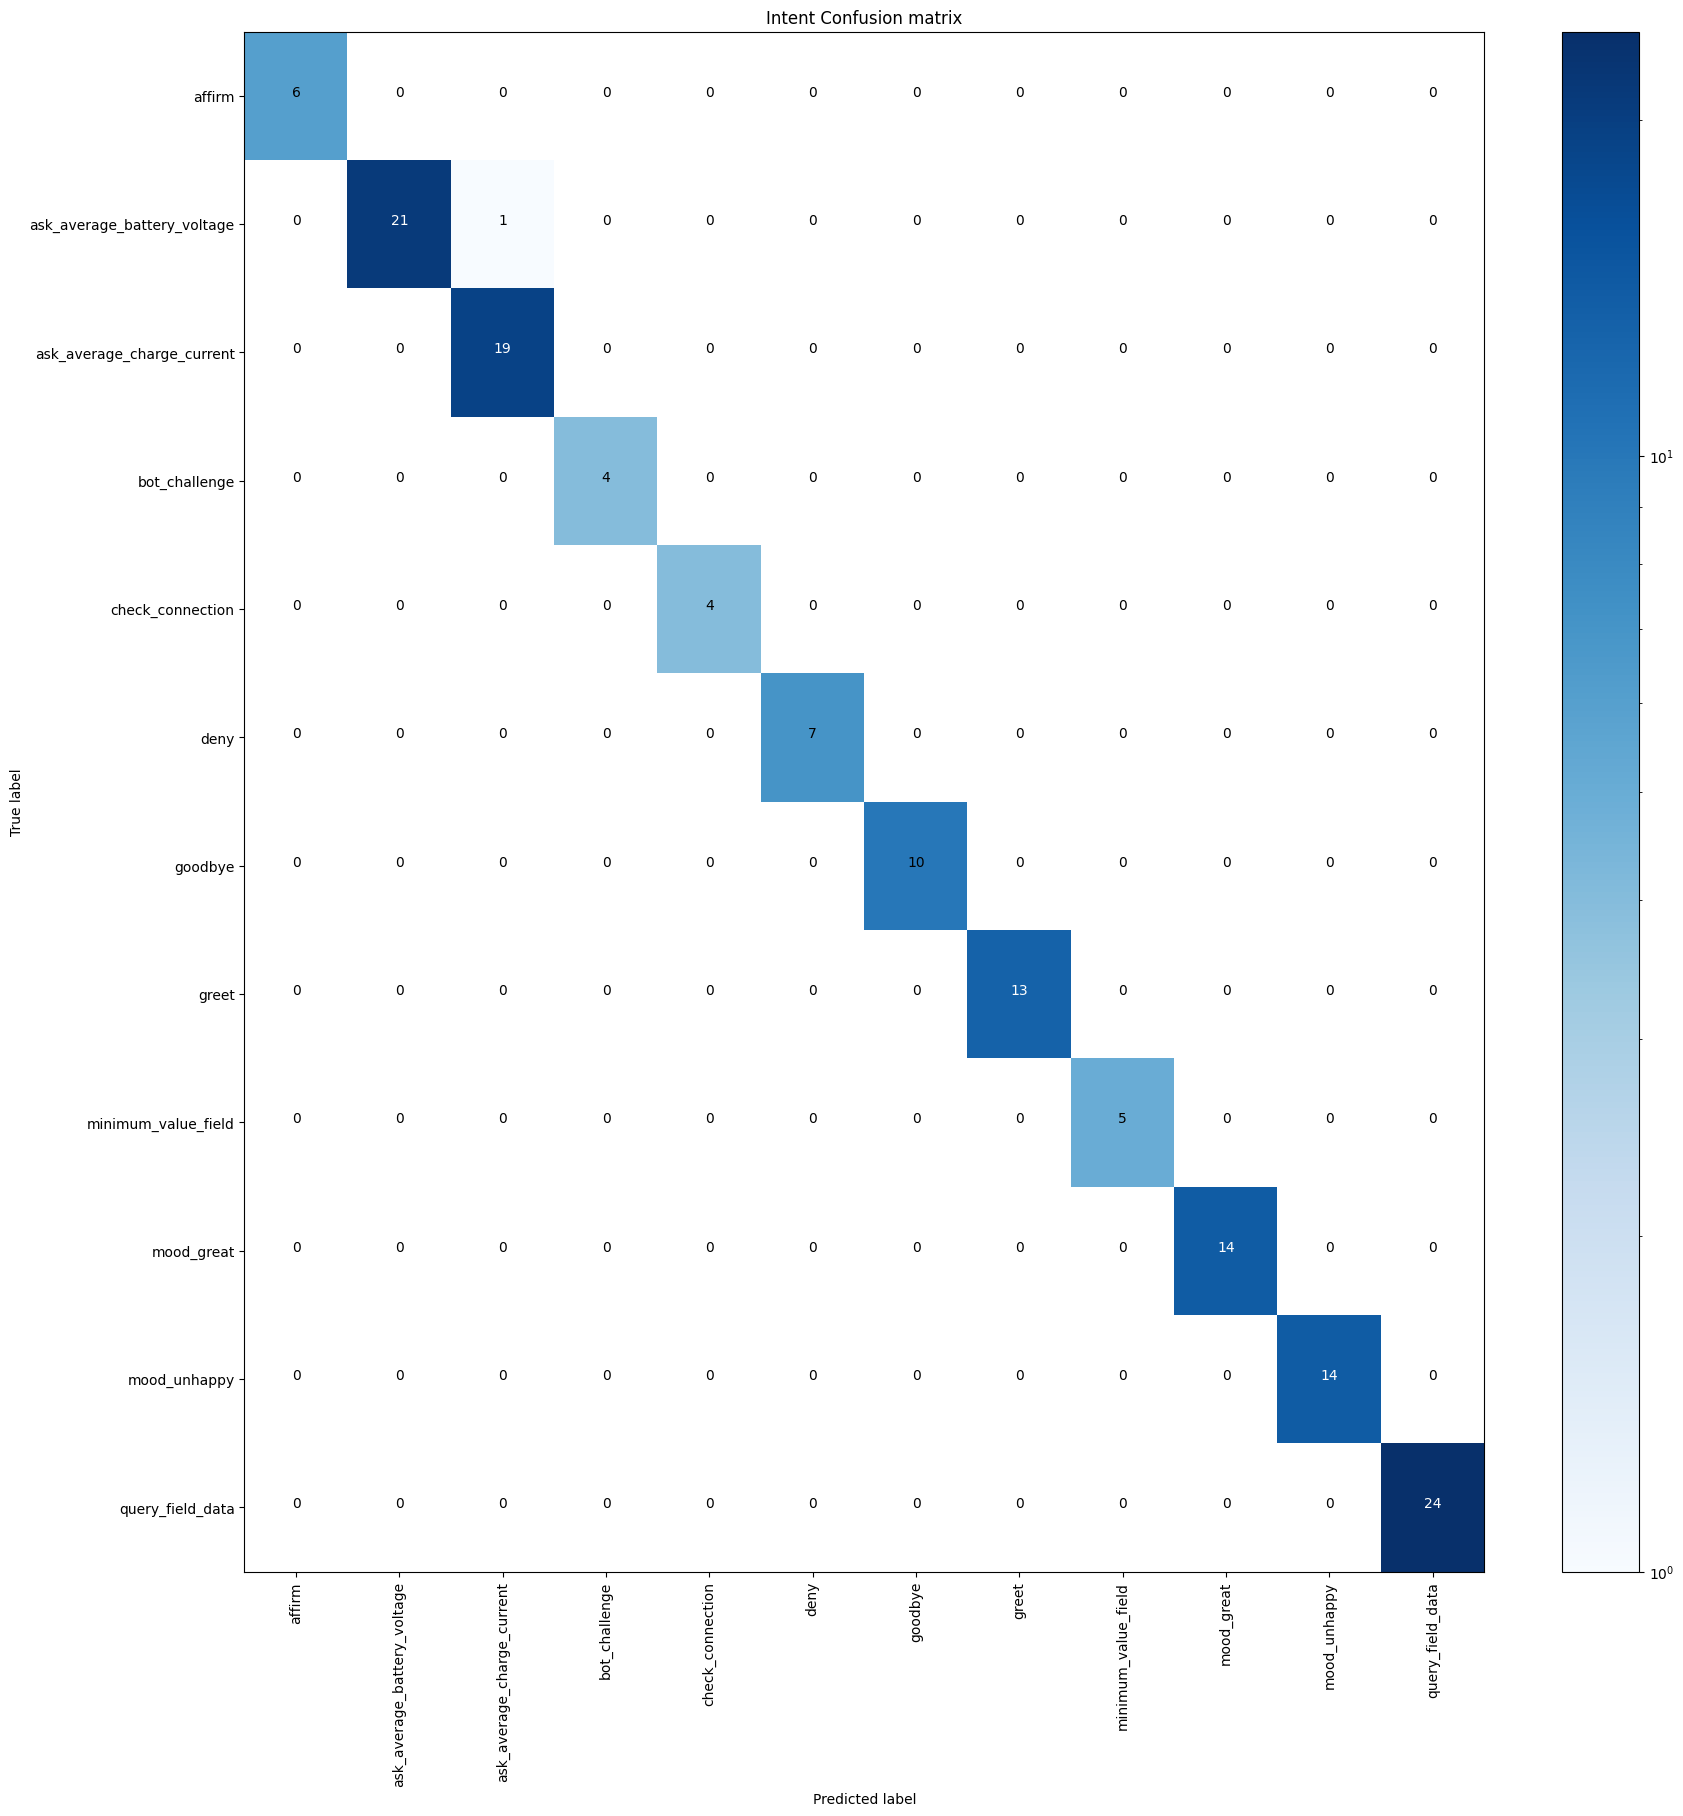 Intent Confusion matrix
affirm 6 0 0 0 0 0 0 0 0 0 0 0
ask_average_battery_voltage 0 21 1 0 0 0 0 0 0 0 0 0
ask_average_charge_current 0 0 19 0 0 0 0 0 0 0 0 0
bot_challenge 0 0 0 4 0 0 0 0 0 0 0 0
check_connection 0 0 0 0 4 0 0 0 0 0 0 0
deny 0 0 0 0 0 7 0 0 0 0 0 0
goodbye 0 0 0 0 0 0 10 0 0 0 0 0
greet 0 0 0 0 0 0 0 13 0 0 0 0
minimum_value_field 0 0 0 0 0 0 0 0 5 0 0 0
mood_great 0 0 0 0 0 0 0 0 0 14 0 0
mood_unhappy 0 0 0 0 0 0 0 0 0 0 14 0
query_field_data 0 0 0 0 0 0 0 0 0 0 0 24
True label
affirm
ask_average_battery_voltage
ask_average_charge_current
bot_challenge
check_connection
deny
goodbye
greet
minimum_value_field
mood_great
mood_unhappy
query_field_data
Predicted label
10¹
10⁰